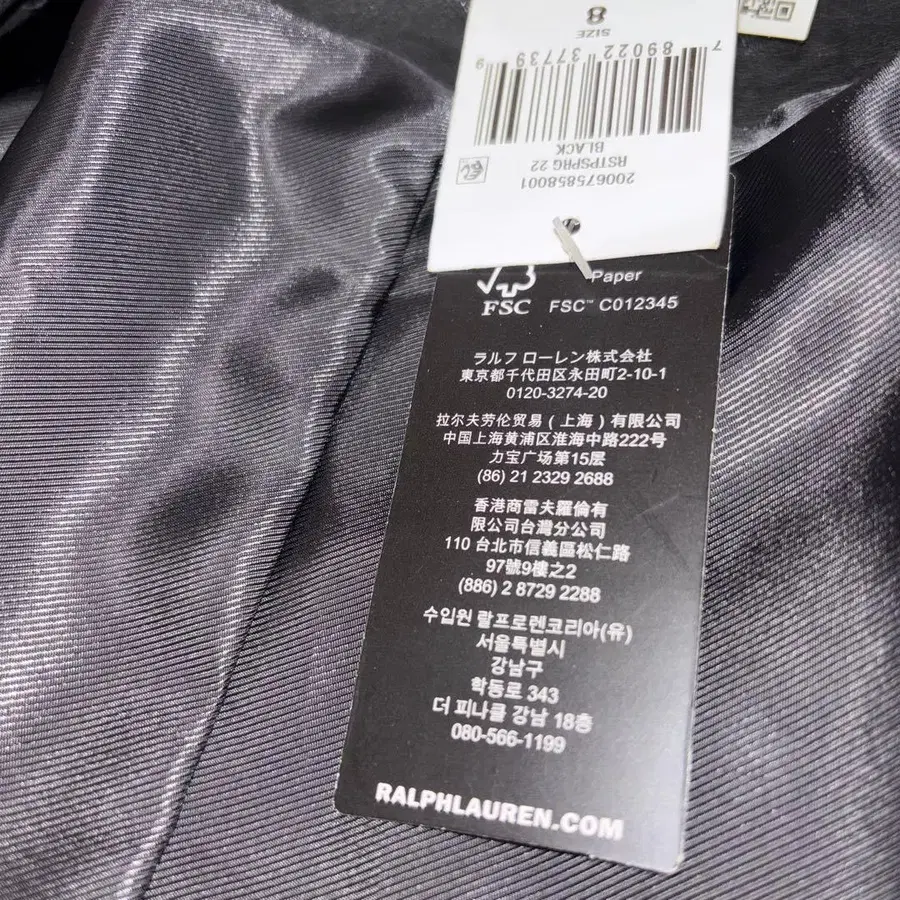 SIZE
8
7 89022 37739 9
BLACK
RSTPSPRG 22
200675858001
Paper
FSC
FSC™ C012345
ラルフ ローレン株式会社
東京都千代田区永田町2-10-1
0120-3274-20
拉尔夫劳伦贸易（上海）有限公司
中国上海黄浦区淮海中路222号
力宝广场第15层
(86) 21 2329 2688
香港商雷夫羅倫有
限公司台灣分公司
110 台北市信義區松仁路
97號9樓之2
(886) 2 8729 2288
수입원 랄프로렌코리아(유)
서울특별시
강남구
학동로 343
더 피나클 강남 18층
080-566-1199
RALPHLAUREN.COM